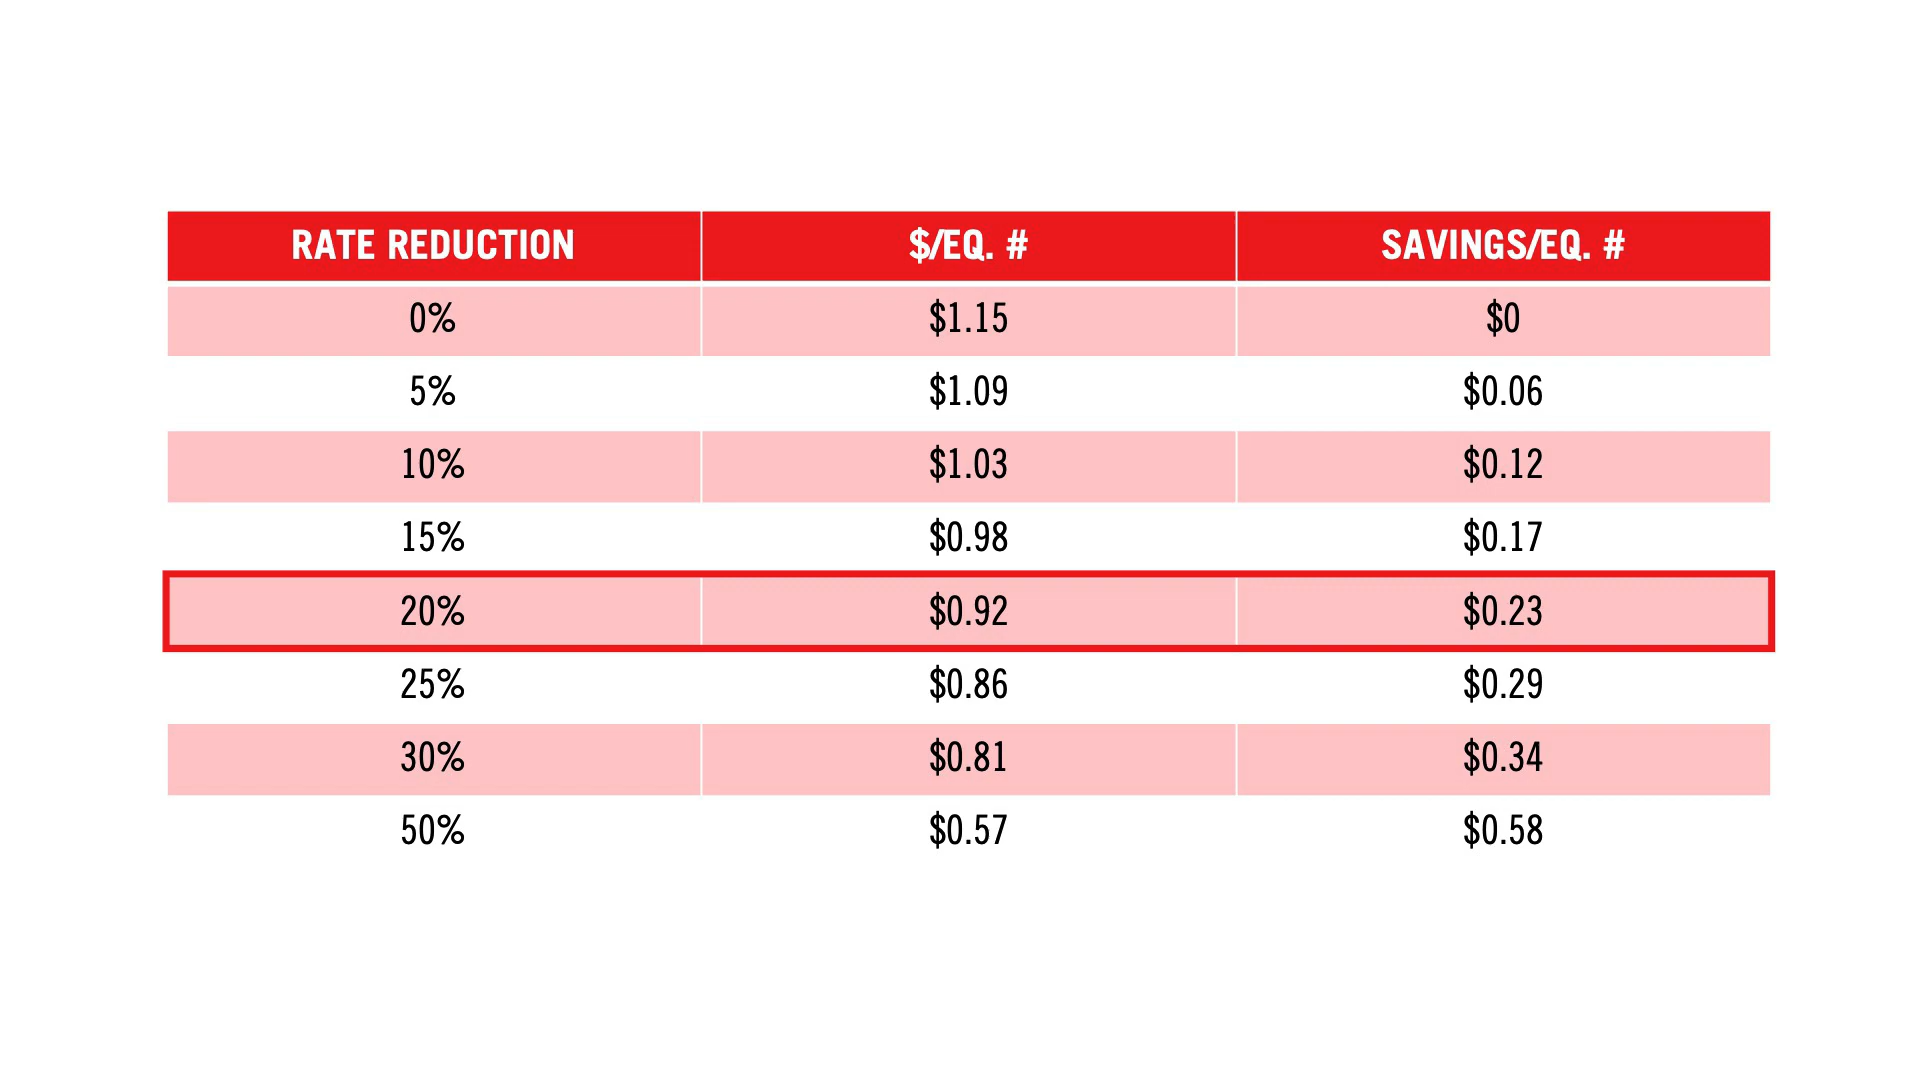 RATE REDUCTION $/EQ. # SAVINGS/EQ. #
0% $1.15 $0
5% $1.09 $0.06
10% $1.03 $0.12
15% $0.98 $0.17
20% $0.92 $0.23
25% $0.86 $0.29
30% $0.81 $0.34
50% $0.57 $0.58